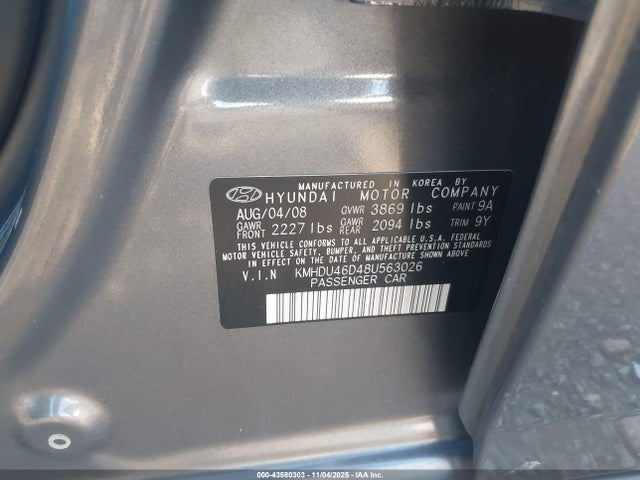 MANUFACTURED IN KOREA BY
HYUNDAI MOTOR COMPANY
AUG/04/08 GVWR 3869 lbs PAINT 9A
GAWR FRONT 2227 lbs GAWR REAR 2094 lbs TRIM 9Y
THIS VEHICLE CONFORMS TO ALL APPLICABLE U.S.A. FEDERAL
MOTOR VEHICLE SAFETY, BUMPER, AND THEFT PREVENTION STANDARDS
IN EFFECT ON THE DATE OF MANUFACTURE SHOWN ABOVE.
V.I.N KMHDU46D48U563026
PASSENGER CAR
000-43580303 - 11/04/2025 - IAA Inc.